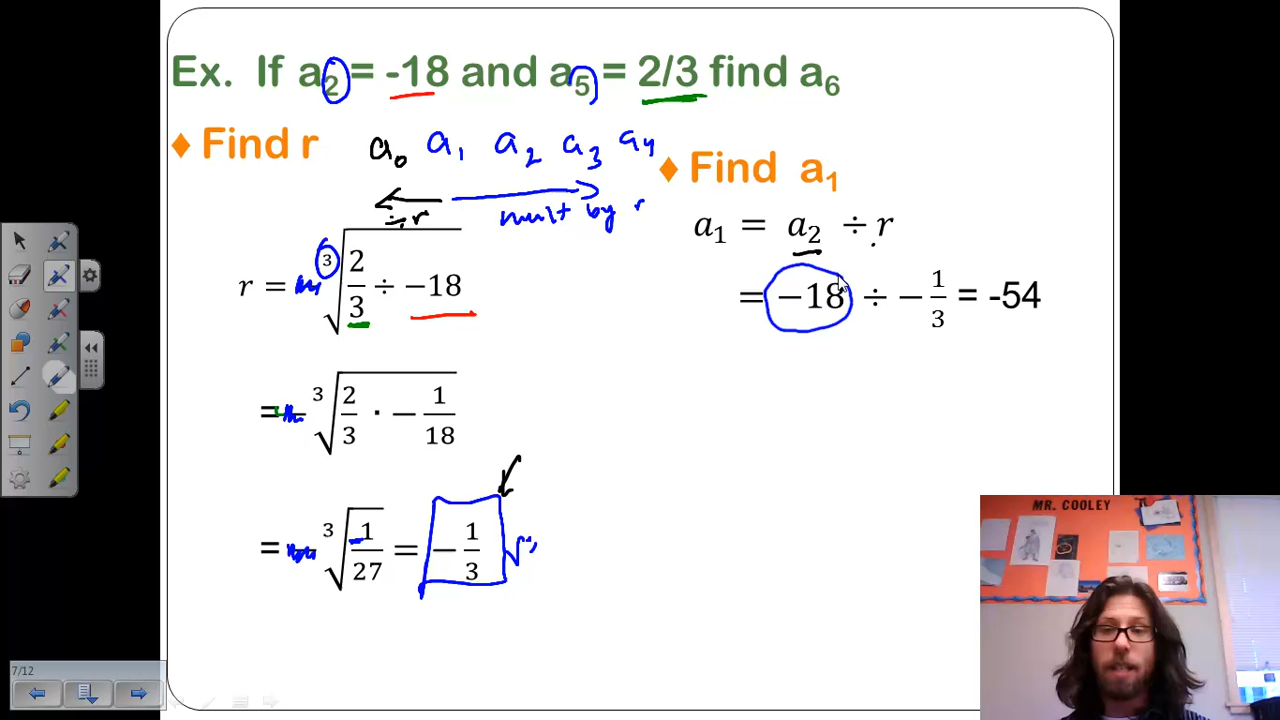 Ex. If a₂ = -18 and a₅ = 2/3 find a₆
♦ Find r
a₀ a₁ a₂ a₃ a₄
÷ r
mult by r
r = ∛(2/3 ÷ −18)
= ∛(2/3 · − 1/18)
= ∛(-1/27) = − 1/3
♦ Find a₁
a₁ = a₂ ÷ r
= −18 ÷ − 1/3 = -54
MR. COOLEY
7/12